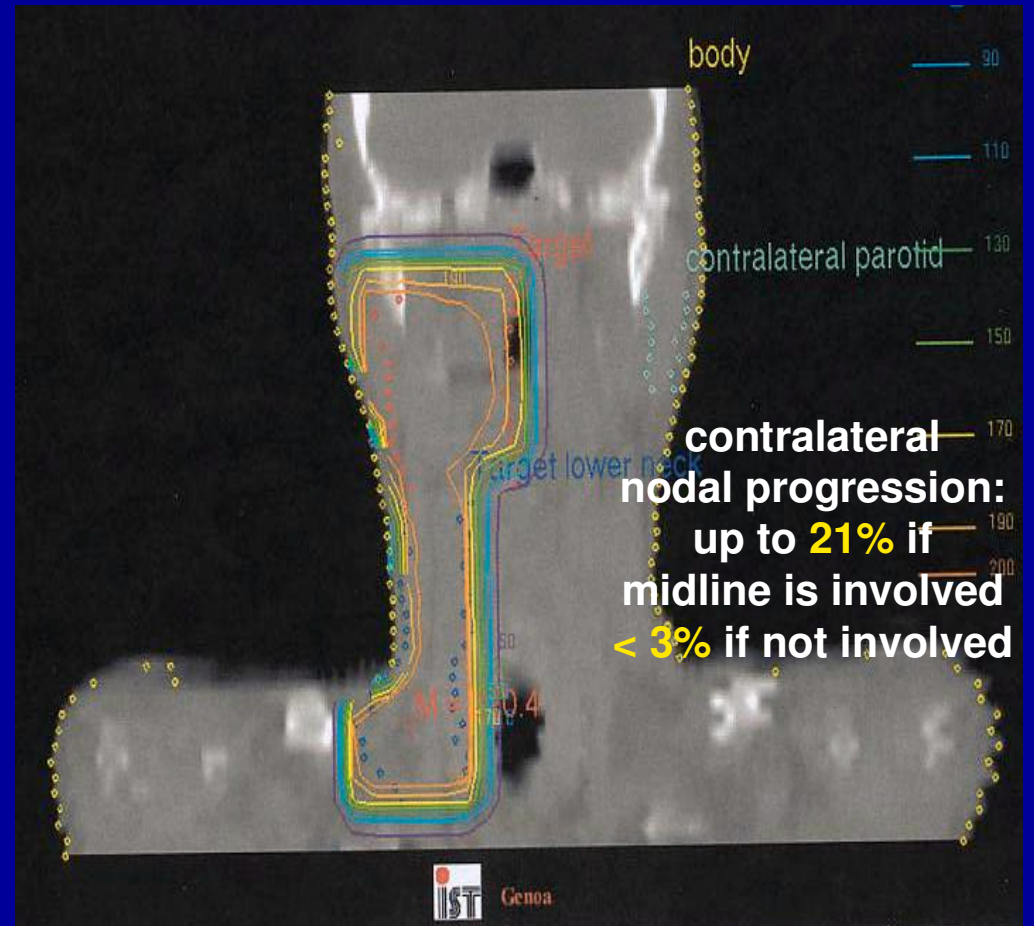 body
90
110
Target
130
contralateral parotid
150
contralateral
170
Target lower neck
nodal progression:
190
up to 21% if
200
midline is involved
< 3% if not involved
IST Genoa